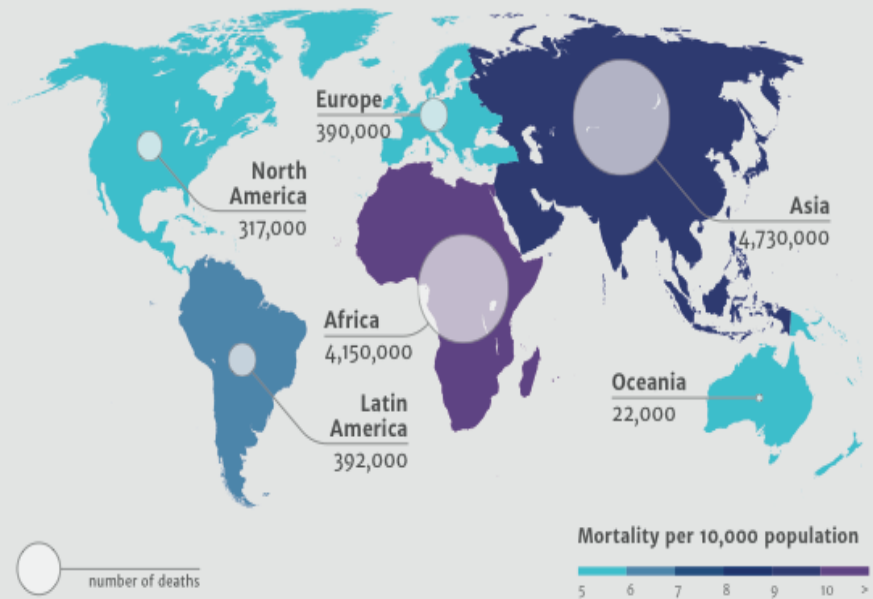 Europe
390,000
North
America
317,000
Asia
4,730,000
Africa
4,150,000
Latin
America
392,000
Oceania
22,000
number of deaths
Mortality per 10,000 population
5 6 7 8 9 10 >